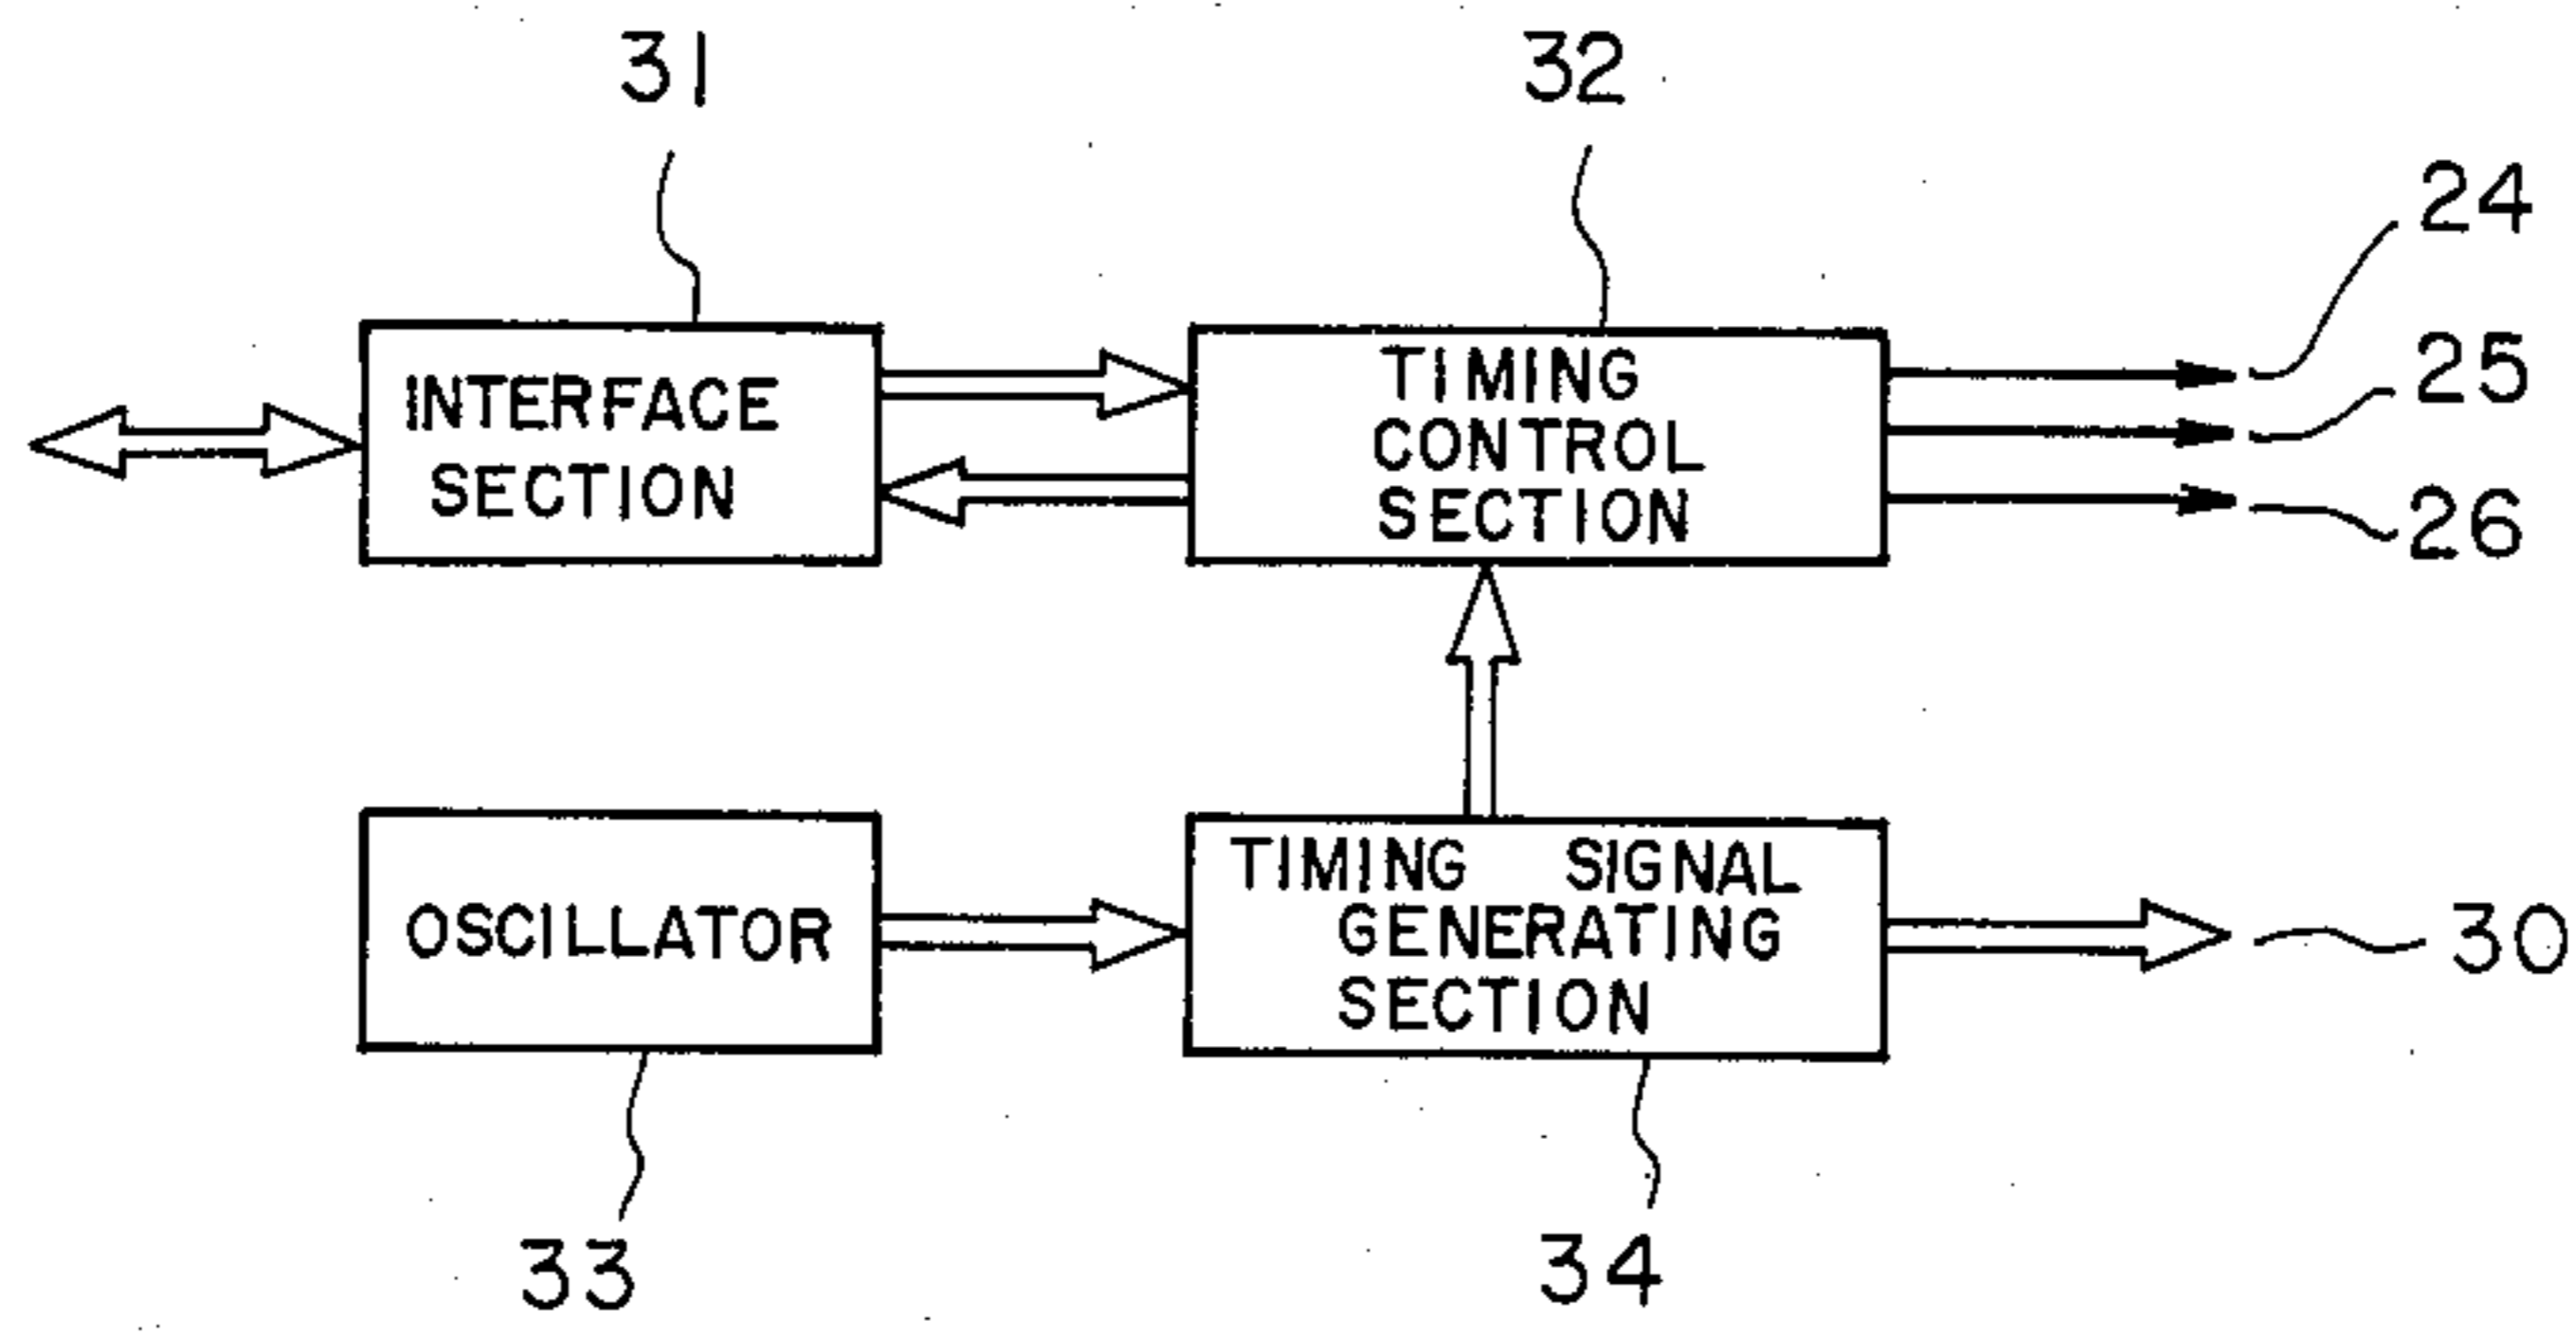 31
32
24
25
26
INTERFACE
SECTION
TIMING
CONTROL
SECTION
OSCILLATOR
TIMING SIGNAL
GENERATING
SECTION
30
33
34